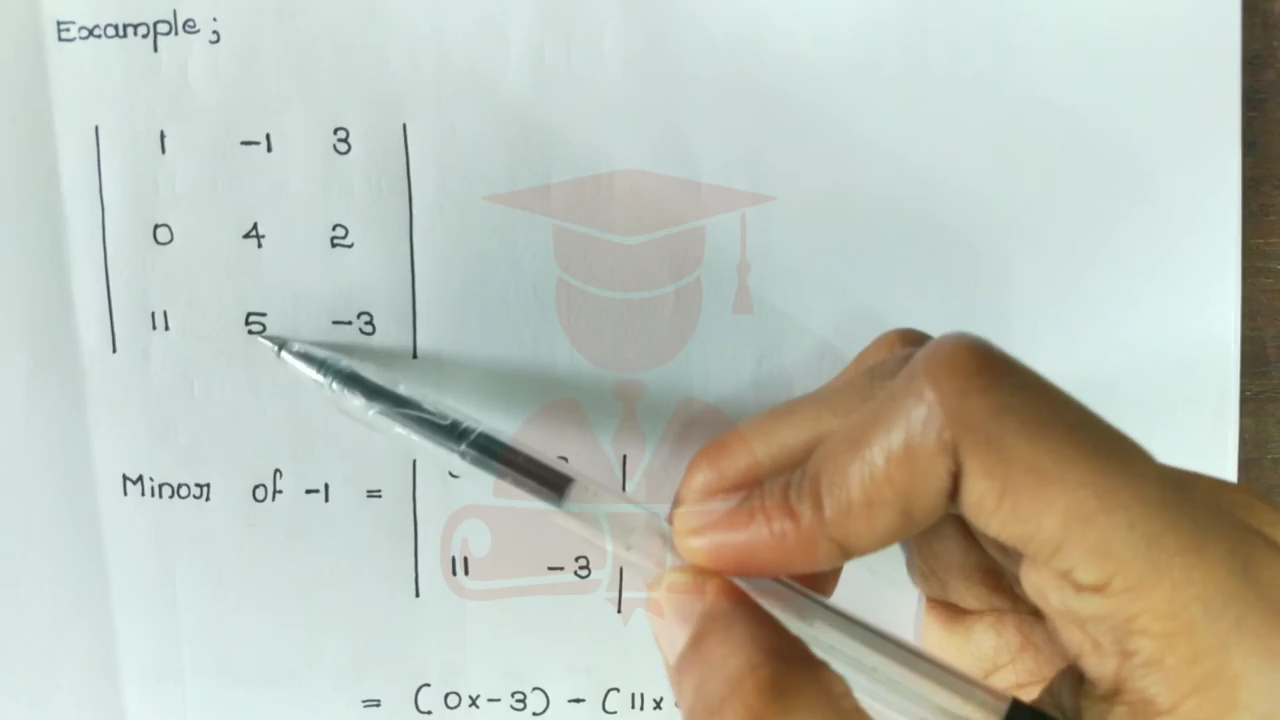 Example;
1 -1 3
0 4 2
11 5 -3
Minor of -1 =
11 -3
= (0x-3) - (11x